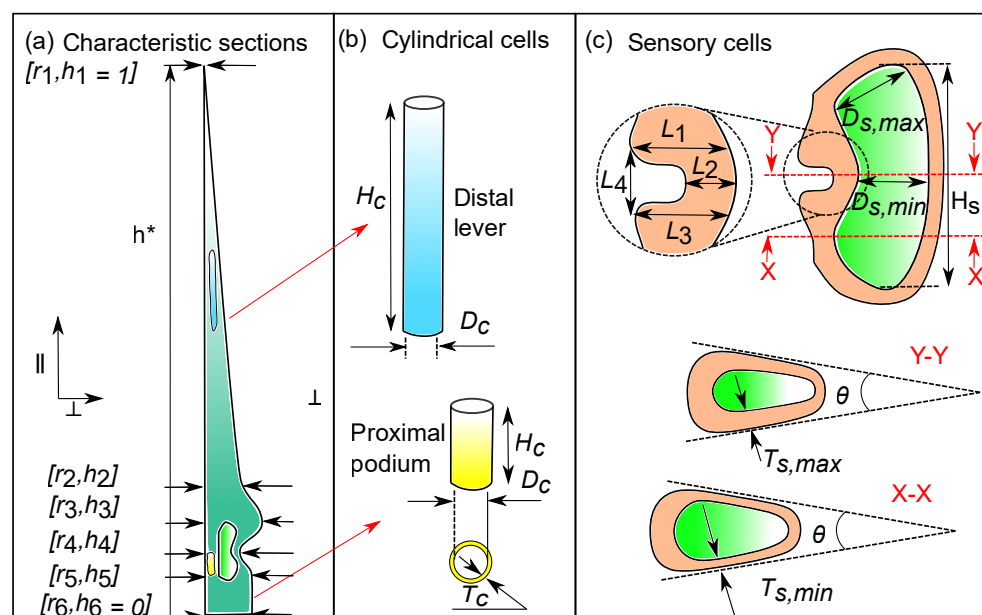 (a) Characteristic sections
[r1,h1 = 1]
h*
||
⊥
⊥
[r2,h2]
[r3,h3]
[r4,h4]
[r5,h5]
[r6,h6 = 0]
(b) Cylindrical cells
Hc
Distal
lever
Dc
Proximal
podium
Hc
Dc
Tc
(c) Sensory cells
L1
L2
L4
L3
Ds,max
Y
Y
Ds,min
Hs
X
X
Y-Y
θ
Ts,max
X-X
θ
Ts,min